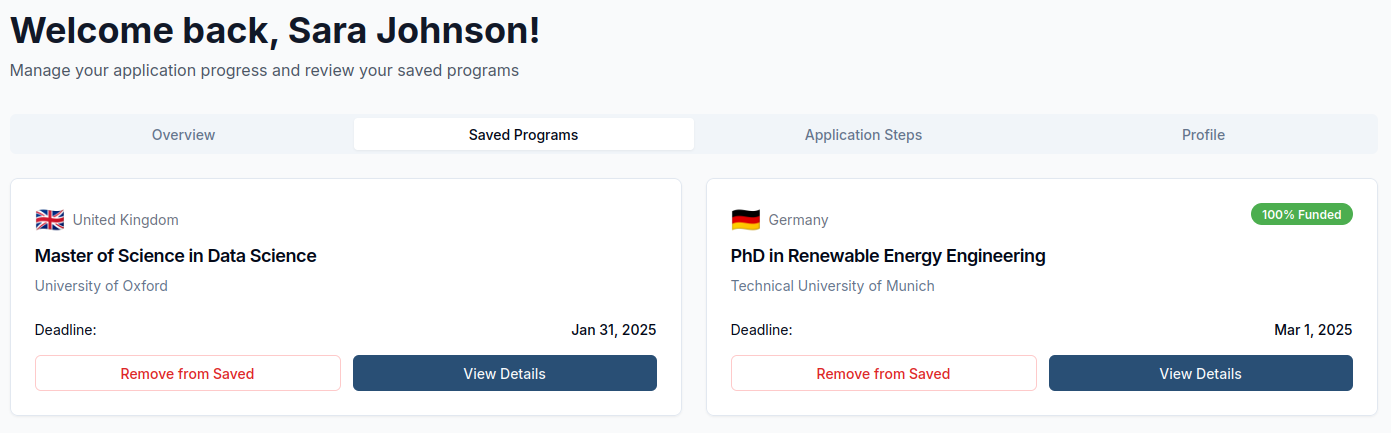 Welcome back, Sara Johnson!
Manage your application progress and review your saved programs
Overview
Saved Programs
Application Steps
Profile
United Kingdom
Master of Science in Data Science
University of Oxford
Deadline:
Jan 31, 2025
Remove from Saved
View Details
Germany
100% Funded
PhD in Renewable Energy Engineering
Technical University of Munich
Deadline:
Mar 1, 2025
Remove from Saved
View Details